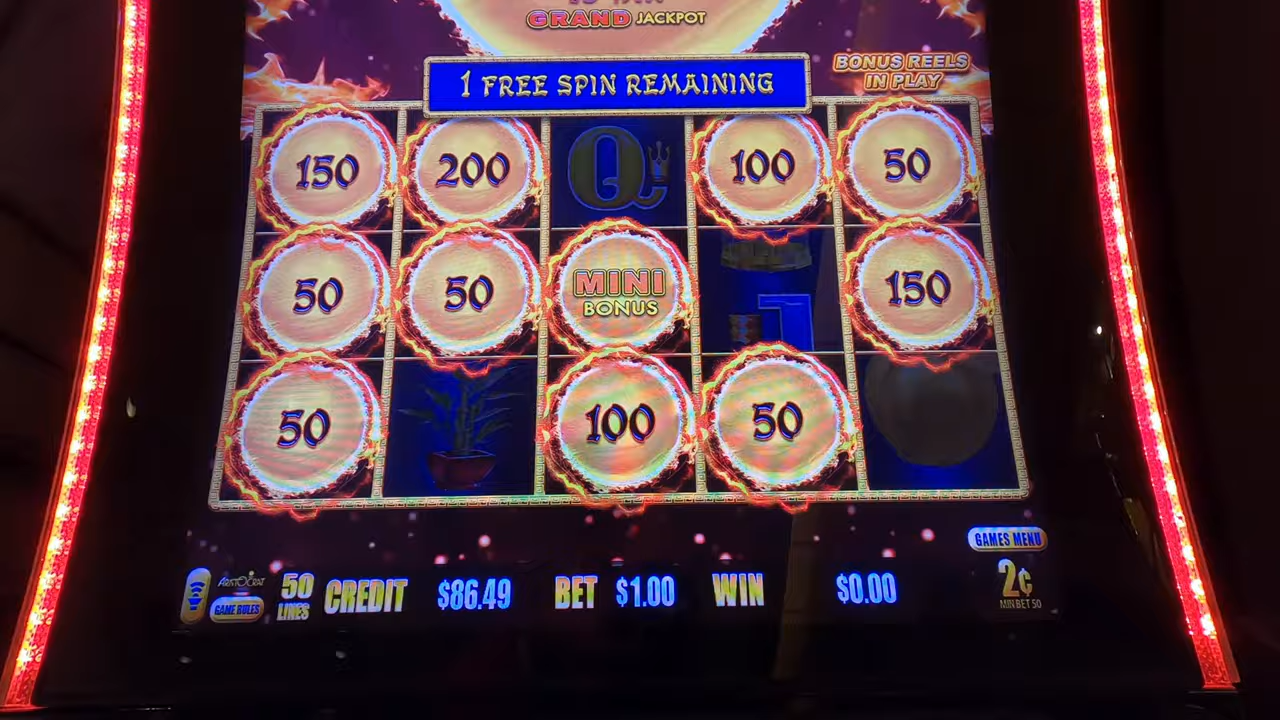 GRAND JACKPOT
1 FREE SPIN REMAINING
BONUS REELS
IN PLAY
150 200 Q 100 50
50 50 MINI
BONUS 150
50 100 50
GAMES MENU
ARISTOCRAT
GAME RULES
50
LINES
CREDIT $86.49 BET $1.00 WIN $0.00
2¢
MIN BET 50